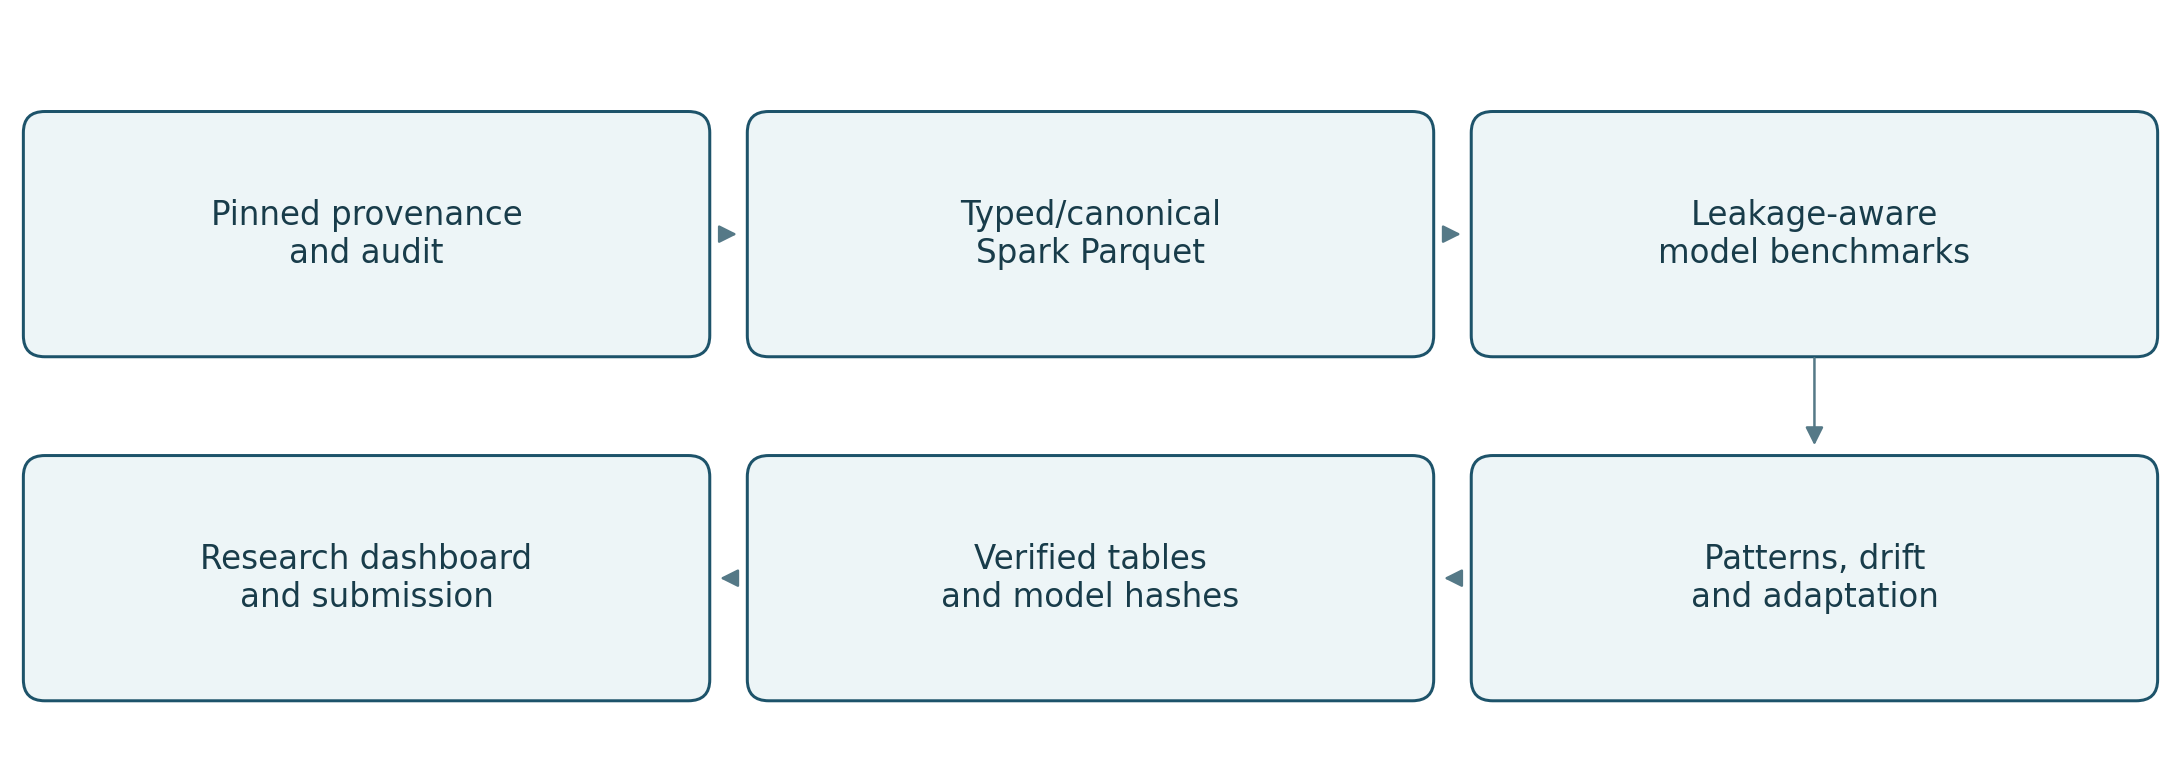 Pinned provenance
and audit
Typed/canonical
Spark Parquet
Leakage-aware
model benchmarks
Research dashboard
and submission
Verified tables
and model hashes
Patterns, drift
and adaptation